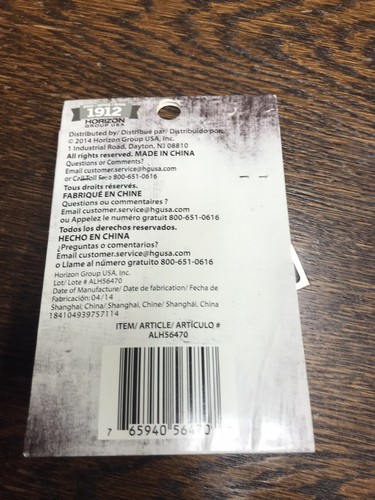 1912
HORIZON
GROUP USA
Distributed by/ Distribué par/ Distribuido por:
© 2014 Horizon Group USA, Inc.
1 Industrial Road, Dayton, NJ 08810
All rights reserved. MADE IN CHINA
Questions or Comments?
Email customer.service@hgusa.com
or Call Toll 800-651-0616
Tous droits réservés.
FABRIQUÉ EN CHINE
Questions ou commentaires ?
Email customer.service@hgusa.com
ou Appelez le numéro gratuit 800-651-0616
Todos los derechos reservados.
HECHO EN CHINA
¿Preguntas o comentarios?
Email customer.service@hgusa.com
o Llame al número gratuito 800-651-0616
Horizon Group USA, Inc.
Lot/ Lote # ALH56470
Date of Manufacture/ Date de fabrication/ Fecha de
Fabricación: 04/14
Shanghai, China/ Shanghai, Chine/ Shanghái, China
184104939757114
ITEM/ ARTICLE/ ARTÍCULO #
ALH56470
7 65940 56470